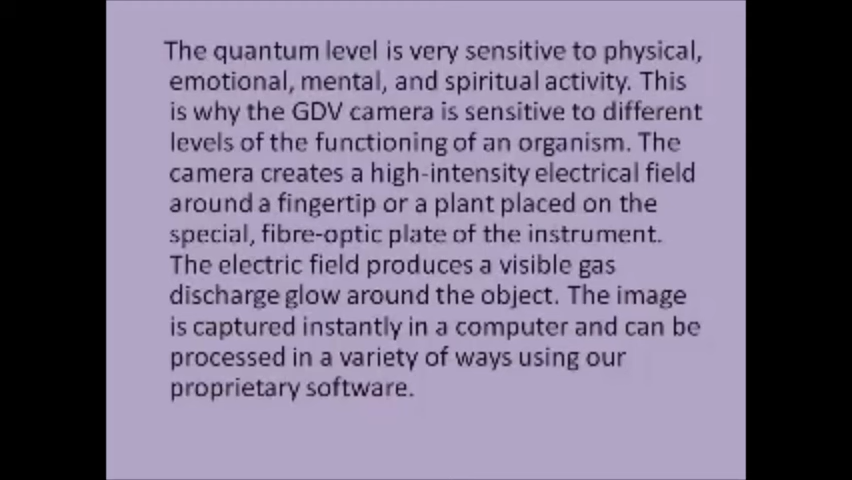 The quantum level is very sensitive to physical,
emotional, mental, and spiritual activity. This
is why the GDV camera is sensitive to different
levels of the functioning of an organism. The
camera creates a high-intensity electrical field
around a fingertip or a plant placed on the
special, fibre-optic plate of the instrument.
The electric field produces a visible gas
discharge glow around the object. The image
is captured instantly in a computer and can be
processed in a variety of ways using our
proprietary software.